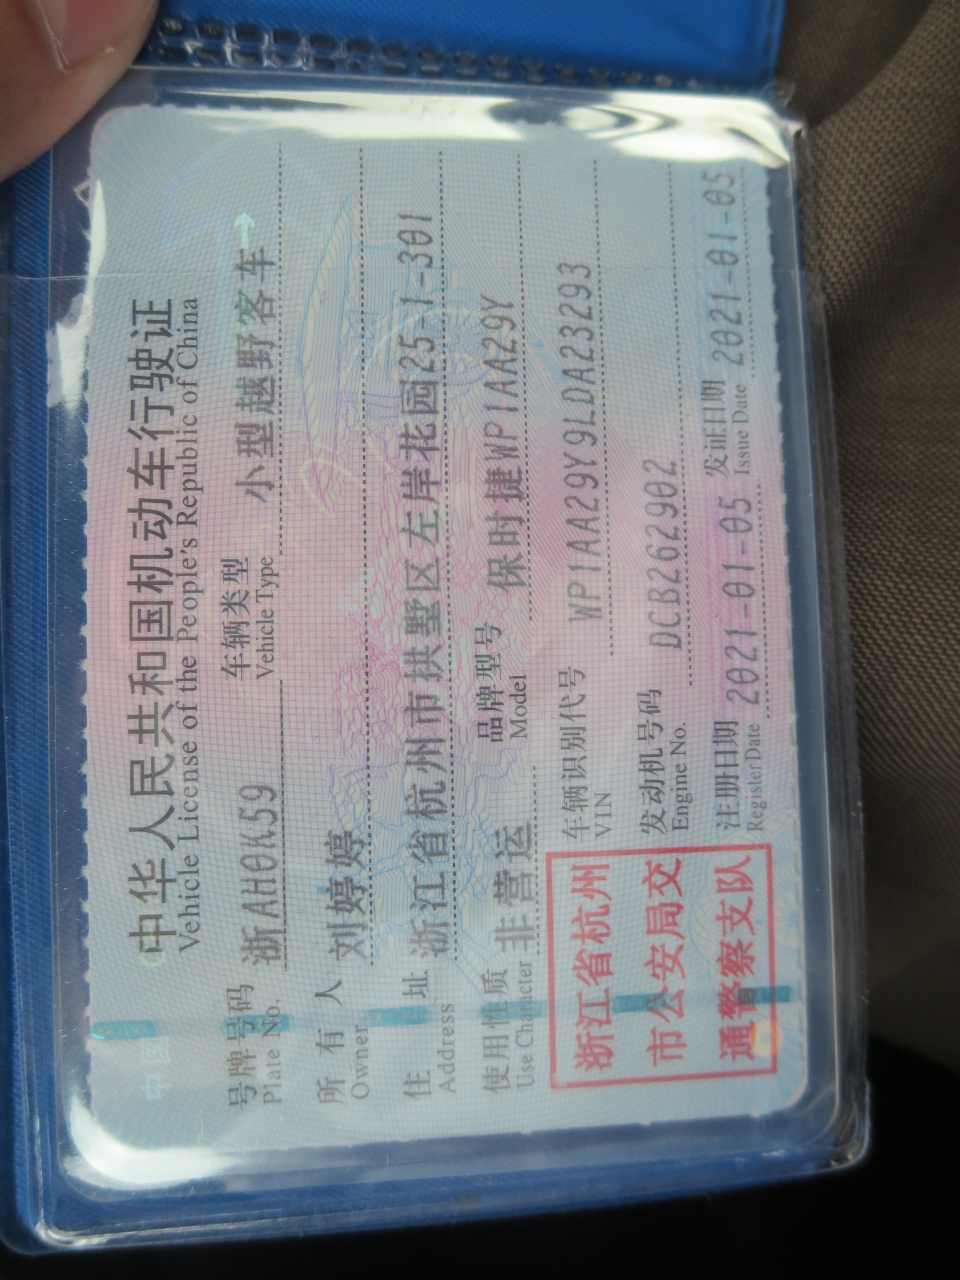 中华人民共和国机动车行驶证
Vehicle License of the People's Republic of China
号牌号码 浙AH0K59 车辆类型 小型越野客车
Plate No. Vehicle Type
所有人 刘婷婷
Owner
住址 浙江省杭州市拱墅区左岸花园25-1-301
Address
使用性质 非营运 品牌型号 保时捷WP1AA29Y
Use Character Model
车辆识别代号 WP1AA29Y9LDA23293
VIN
发动机号码 DCB262902
Engine No.
注册日期 2021-01-05 发证日期 2021-01-05
Register Date Issue Date
浙江省杭州
市公安局交
通警察支队